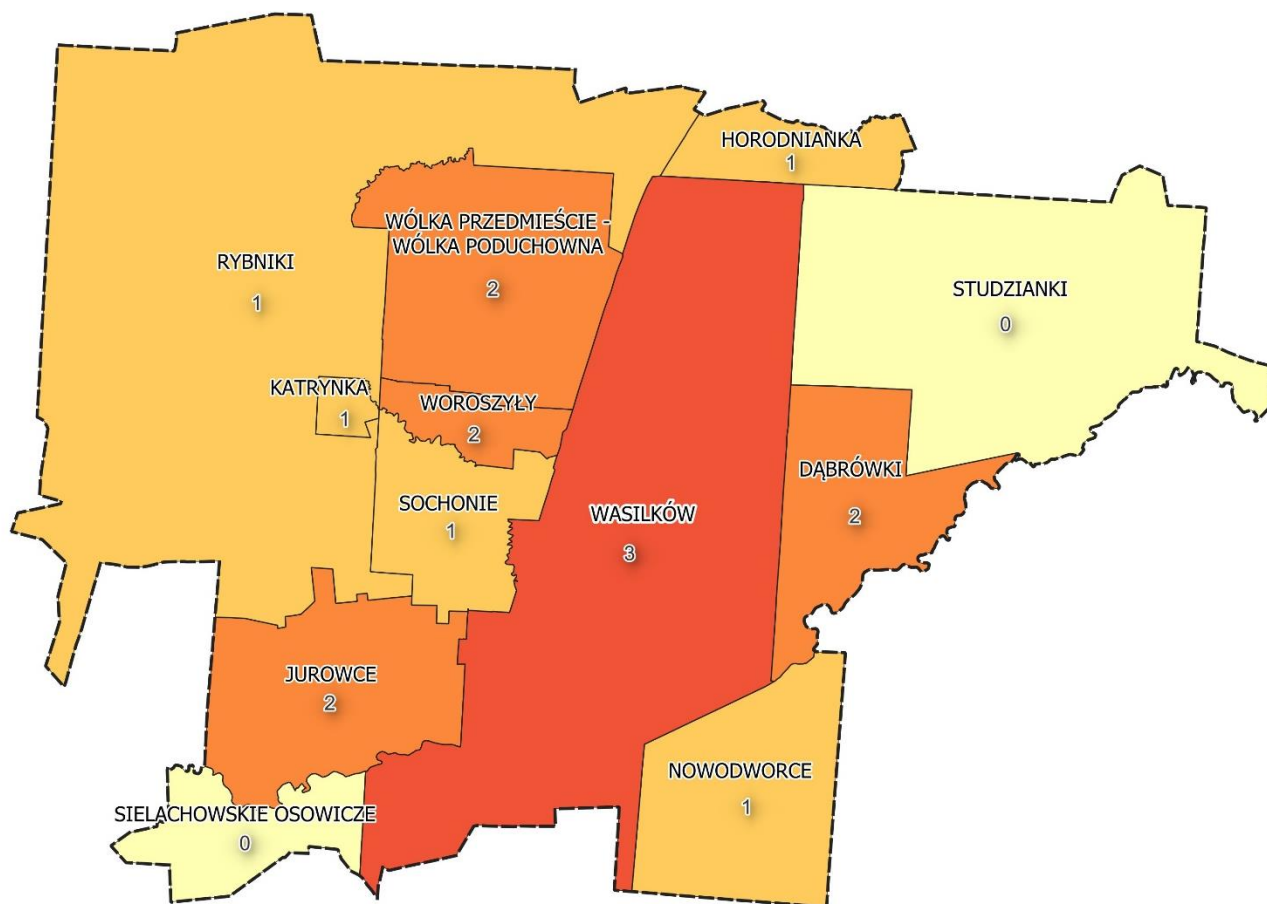 HORODNIANKA
1
WÓLKA PRZEDMIEŚCIE -
WÓLKA PODUCHOWNA
2
RYBNIKI
1
STUDZIANKI
0
KATRYNKA
1
WOROSZYŁY
2
DĄBRÓWKI
2
SOCHONIE
1
WASILKÓW
3
JUROWCE
2
NOWODWORCE
1
SIELACHOWSKIE OSOWICZE
0